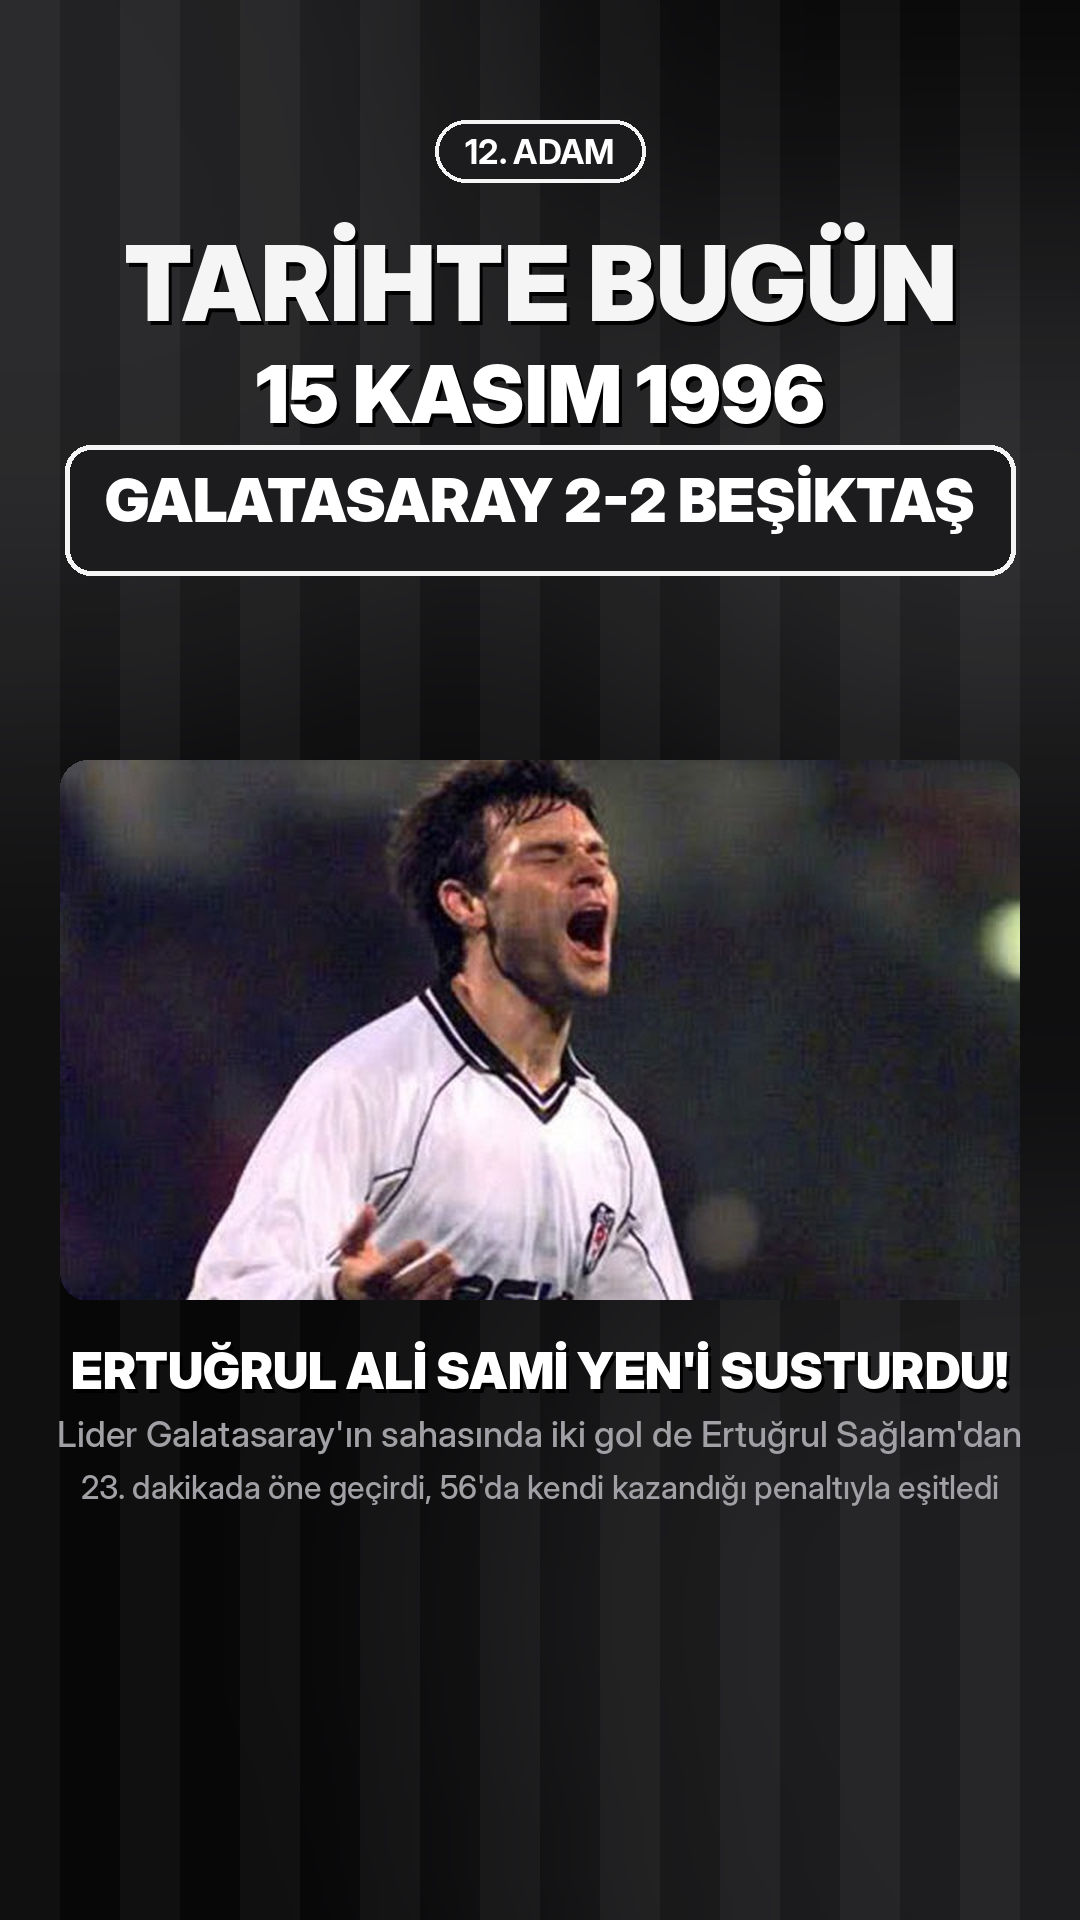 12. ADAM
TARİHTE BUGÜN
15 KASIM 1996
GALATASARAY 2-2 BEŞİKTAŞ
ERTUĞRUL ALİ SAMİ YEN'İ SUSTURDU!
Lider Galatasaray'ın sahasında iki gol de Ertuğrul Sağlam'dan
23. dakikada öne geçirdi, 56'da kendi kazandığı penaltıyla eşitledi